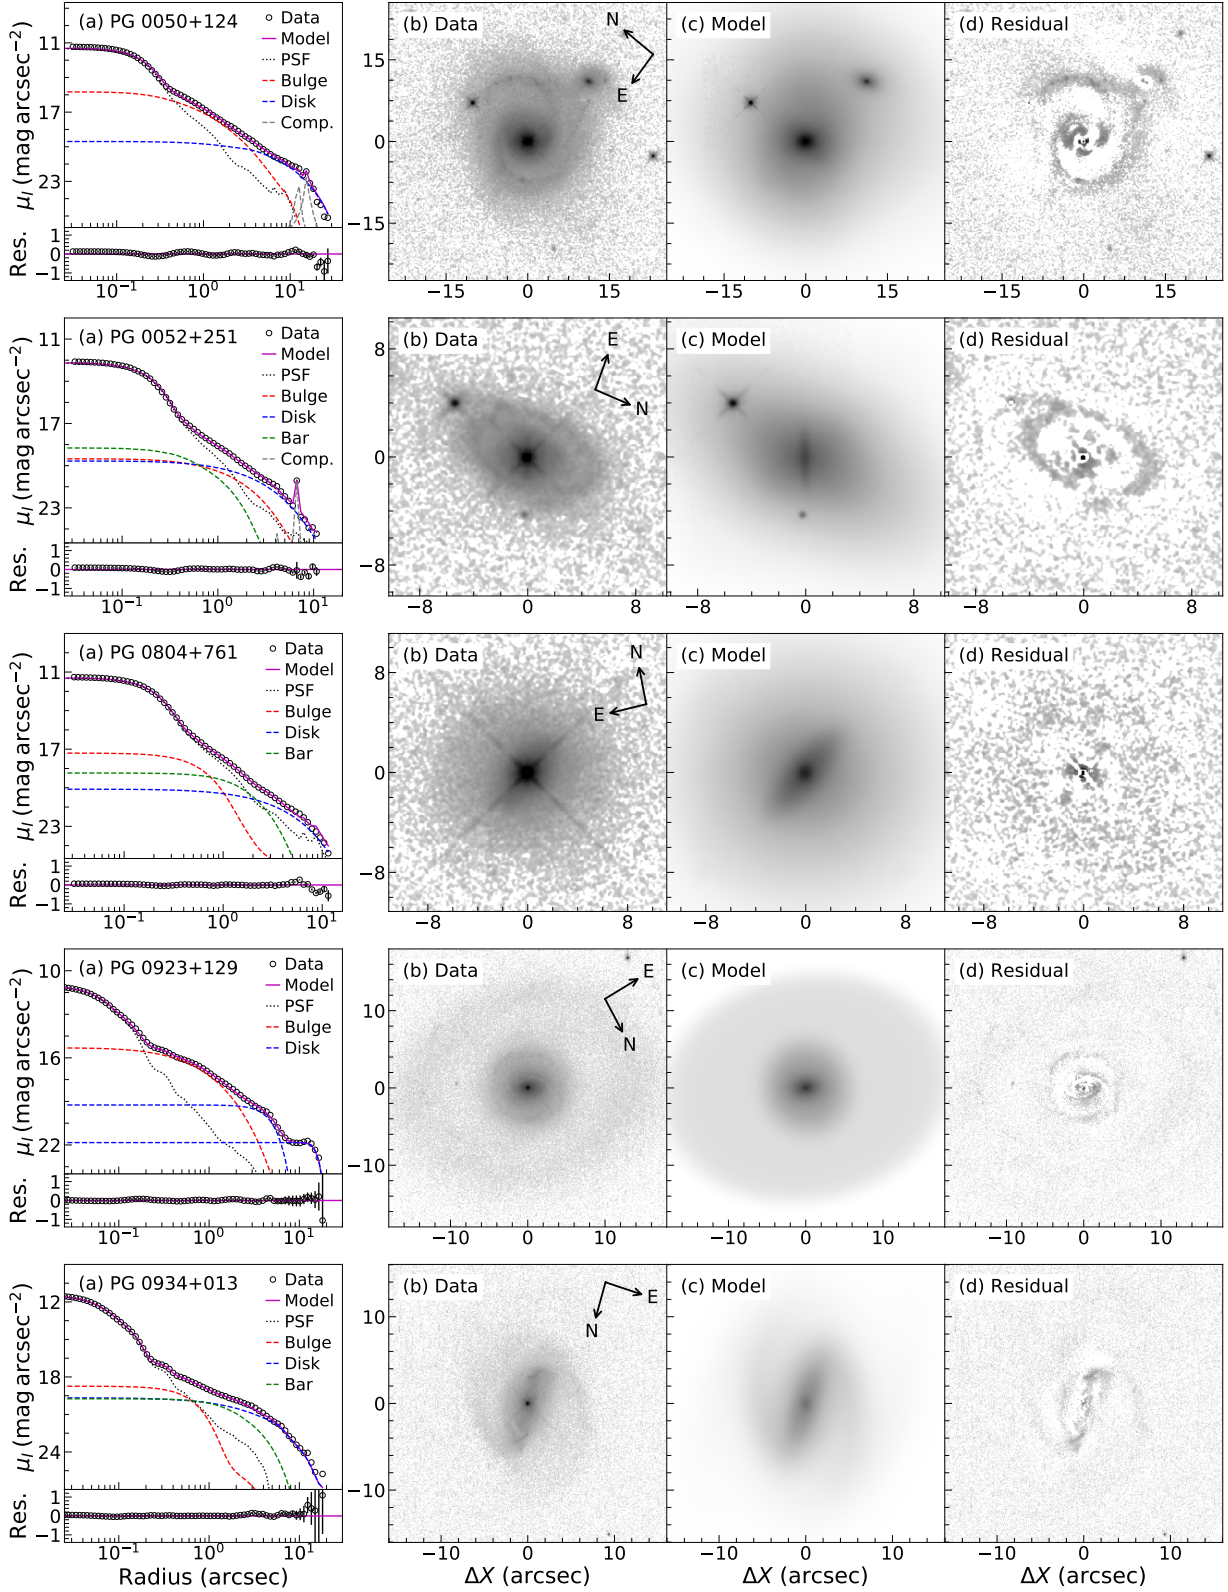 (a) PG 0050+124
Data
Model
PSF
Bulge
Disk
Comp.
11
17
23
μI (mag arcsec−2)
1
0
−1
Res.
10−1 100 101
(b) Data
N
E
15
0
−15
−15 0 15
(c) Model
−15 0 15
(d) Residual
−15 0 15
(a) PG 0052+251
Data
Model
PSF
Bulge
Disk
Bar
Comp.
11
17
23
μI (mag arcsec−2)
1
0
−1
Res.
10−1 100 101
(b) Data
E
N
8
0
−8
−8 0 8
(c) Model
−8 0 8
(d) Residual
−8 0 8
(a) PG 0804+761
Data
Model
PSF
Bulge
Disk
Bar
11
17
23
μI (mag arcsec−2)
1
0
−1
Res.
10−1 100 101
(b) Data
N
E
8
0
−8
−8 0 8
(c) Model
−8 0 8
(d) Residual
−8 0 8
(a) PG 0923+129
Data
Model
PSF
Bulge
Disk
10
16
22
μI (mag arcsec−2)
1
0
−1
Res.
10−1 100 101
(b) Data
E
N
10
0
−10
−10 0 10
(c) Model
−10 0 10
(d) Residual
−10 0 10
(a) PG 0934+013
Data
Model
PSF
Bulge
Disk
Bar
12
18
24
μI (mag arcsec−2)
1
0
−1
Res.
10−1 100 101
Radius (arcsec)
(b) Data
E
N
10
0
−10
−10 0 10
ΔX (arcsec)
(c) Model
−10 0 10
ΔX (arcsec)
(d) Residual
−10 0 10
ΔX (arcsec)